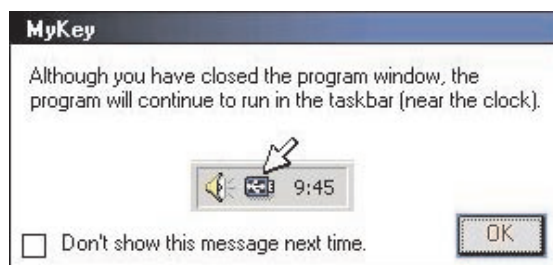 MyKey
Although you have closed the program window, the
program will continue to run in the taskbar (near the clock).
9:45
Don't show this message next time.
OK